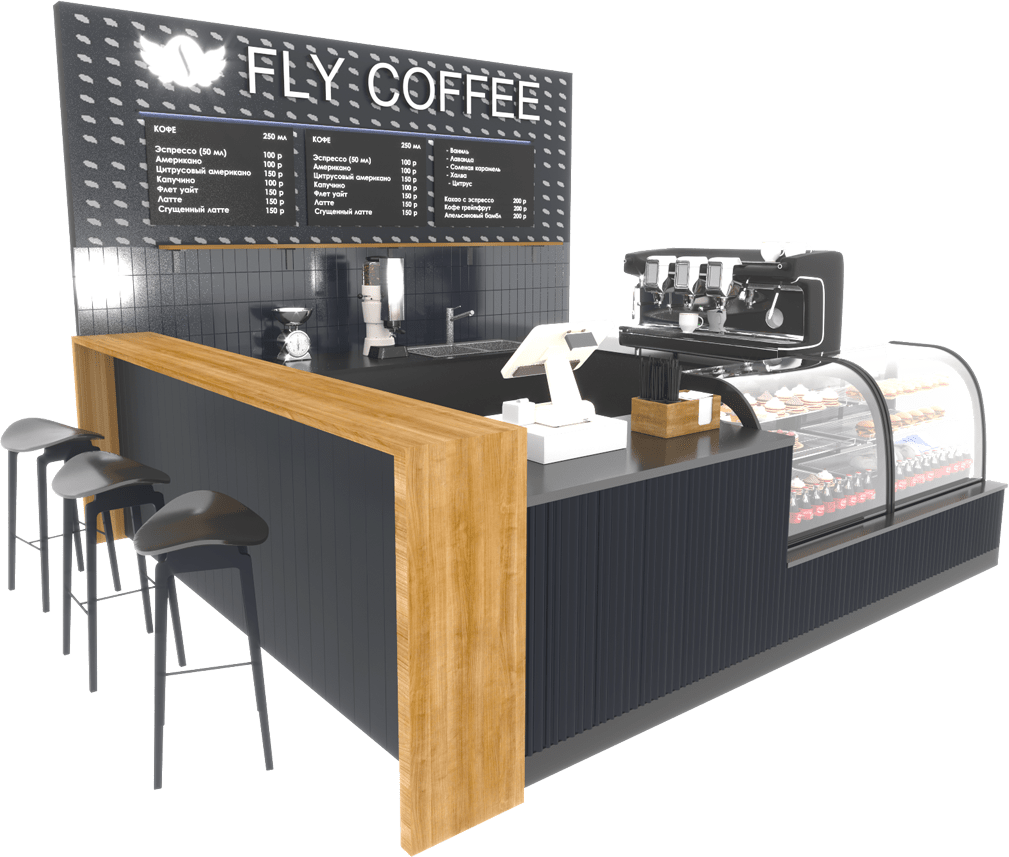 FLY COFFEE
КОФЕ 250 мл
Эспрессо (50 мл) 100 р
Американо 100 р
Цитрусовый американо 150 р
Капучино 100 р
Флет уайт 150 р
Латте 150 р
Сгущенный латте 150 р
КОФЕ 250 мл
Эспрессо (50 мл) 100 р
Американо 100 р
Цитрусовый американо 150 р
Капучино 100 р
Флет уайт 150 р
Латте 150 р
Сгущенный латте 150 р
- Ваниль
- Лаванда
- Соленая карамель
- Халва
- Цитрус
Какао с эспрессо 200 р
Кофе грейпфрут 200 р
Апельсиновый бамбл 200 р